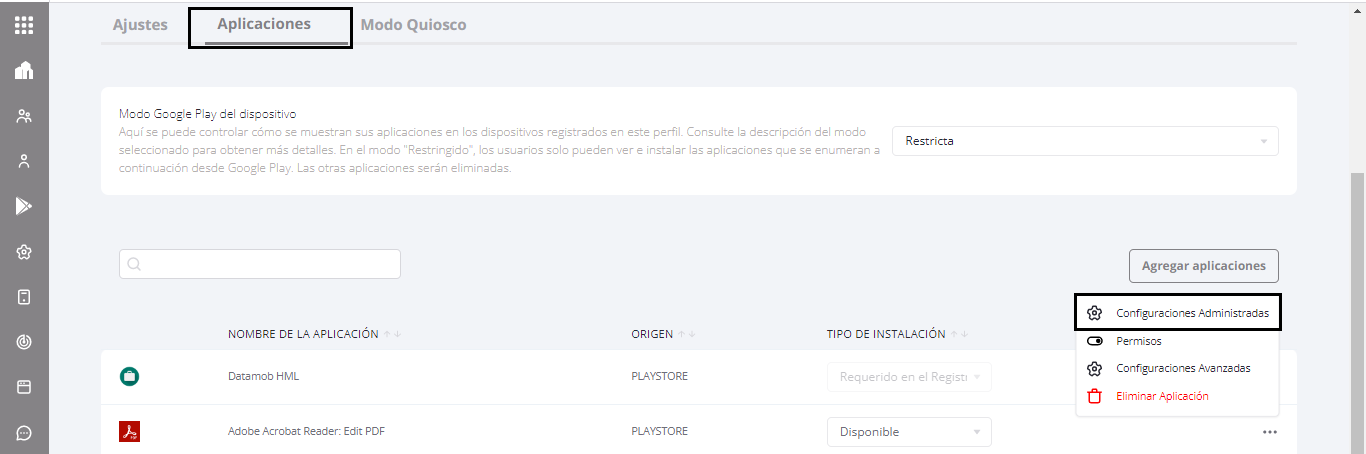 Ajustes
Aplicaciones
Modo Quiosco
Modo Google Play del dispositivo
Aquí se puede controlar cómo se muestran sus aplicaciones en los dispositivos registrados en este perfil. Consulte la descripción del modo
seleccionado para obtener más detalles. En el modo "Restringido", los usuarios solo pueden ver e instalar las aplicaciones que se enumeran a
continuación desde Google Play. Las otras aplicaciones serán eliminadas.
Restricta
Agregar aplicaciones
Configuraciones Administradas
Permisos
Configuraciones Avanzadas
Eliminar Aplicación
NOMBRE DE LA APLICACIÓN
ORIGEN
TIPO DE INSTALACIÓN
Datamob HML
PLAYSTORE
Requerido en el Regist
Adobe Acrobat Reader: Edit PDF
PLAYSTORE
Disponible